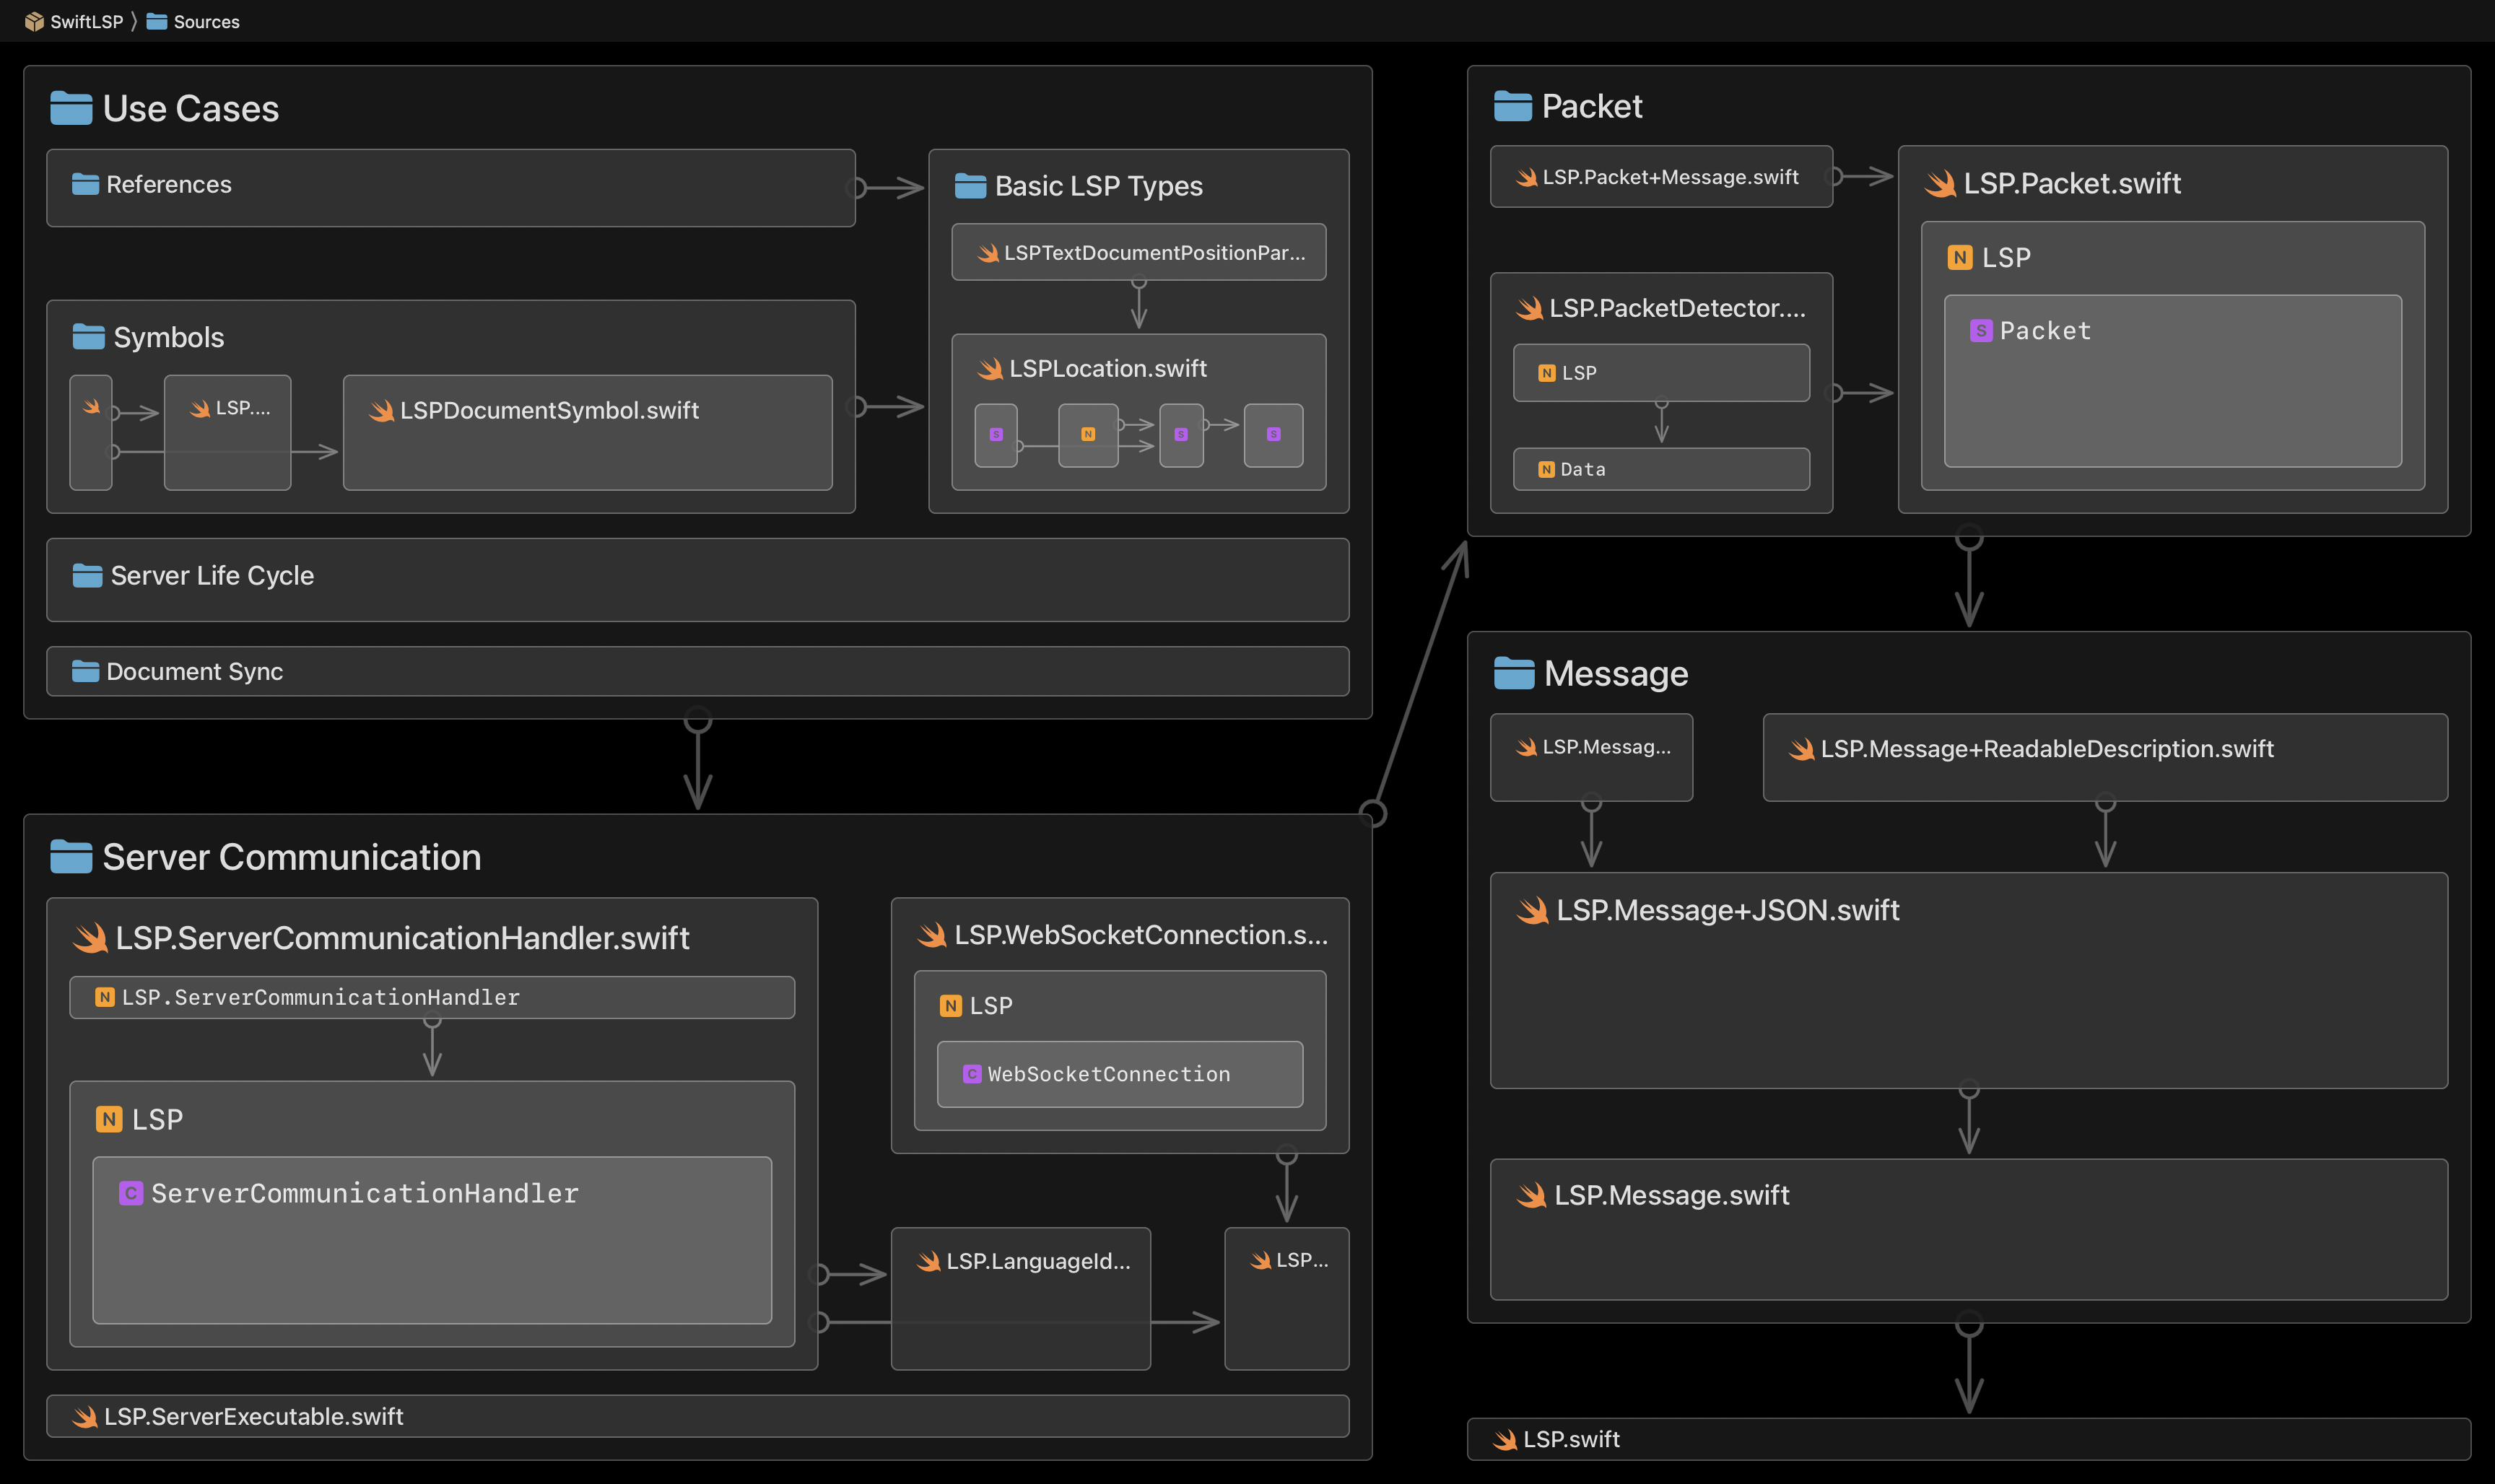 SwiftLSP 〉 Sources
Use Cases
References
Basic LSP Types
LSPTextDocumentPositionPar...
LSPLocation.swift
S
N
S
S
Symbols
LSP....
LSPDocumentSymbol.swift
Server Life Cycle
Document Sync
Server Communication
LSP.ServerCommunicationHandler.swift
N LSP.ServerCommunicationHandler
N LSP
C ServerCommunicationHandler
LSP.WebSocketConnection.s...
N LSP
C WebSocketConnection
LSP.LanguageId...
LSP...
LSP.ServerExecutable.swift
Packet
LSP.Packet+Message.swift
LSP.PacketDetector....
N LSP
N Data
LSP.Packet.swift
N LSP
S Packet
Message
LSP.Messag...
LSP.Message+ReadableDescription.swift
LSP.Message+JSON.swift
LSP.Message.swift
LSP.swift